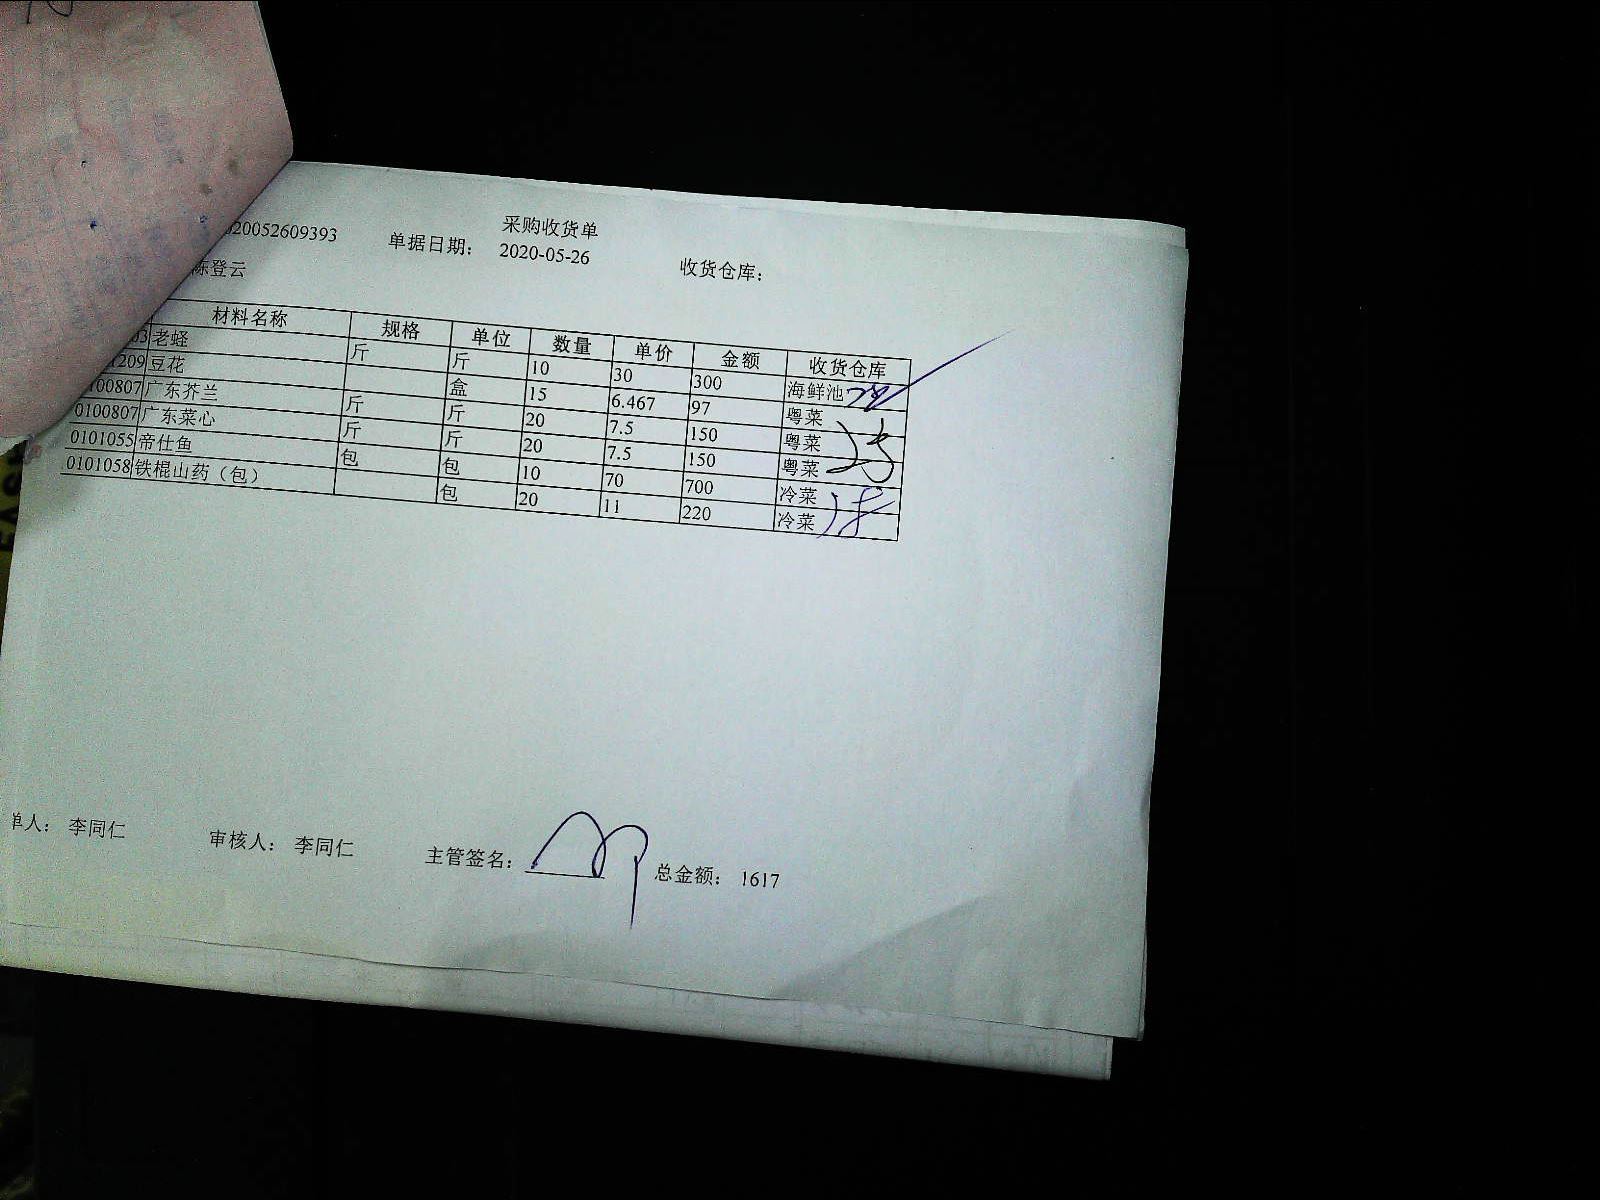 采购收货单
020052609393 单据日期： 2020-05-26 收货仓库：
陈登云
材料名称 规格 单位 数量 单价 金额 收货仓库
03 老蛏 斤 斤 10 30 300 海鲜池
1209 豆花 盒 15 6.467 97 粤菜
100807 广东芥兰 斤 斤 20 7.5 150 粤菜
0100807 广东菜心 斤 斤 20 7.5 150 粤菜
0101055 帝仕鱼 包 包 10 70 700 冷菜
0101058 铁棍山药（包） 包 20 11 220 冷菜
单人： 李同仁 审核人： 李同仁 主管签名： 总金额： 1617